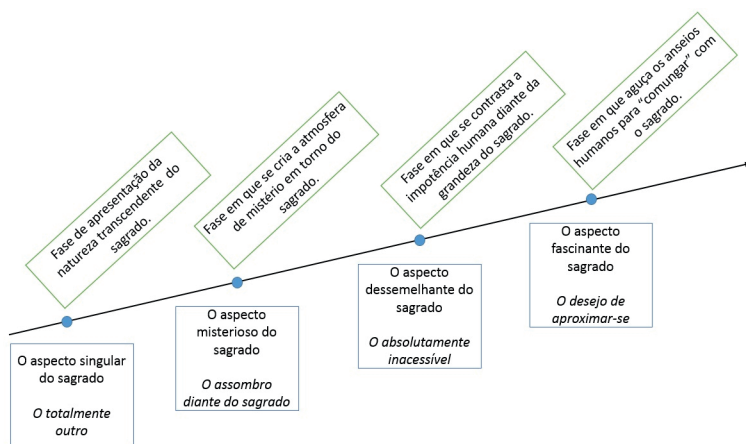 Fase de apresentação da
natureza transcendente do
sagrado.
Fase em que se cria a atmosfera
de mistério em torno do
sagrado.
Fase em que se contrasta a
impotência humana diante da
grandeza do sagrado.
Fase em que aguça os anseios
humanos para “comungar” com
o sagrado.
O aspecto singular
do sagrado
O totalmente
outro
O aspecto
misterioso do
sagrado
O assombro
diante do sagrado
O aspecto
dessemelhante do
sagrado
O absolutamente
inacessível
O aspecto
fascinante do
sagrado
O desejo de
aproximar-se